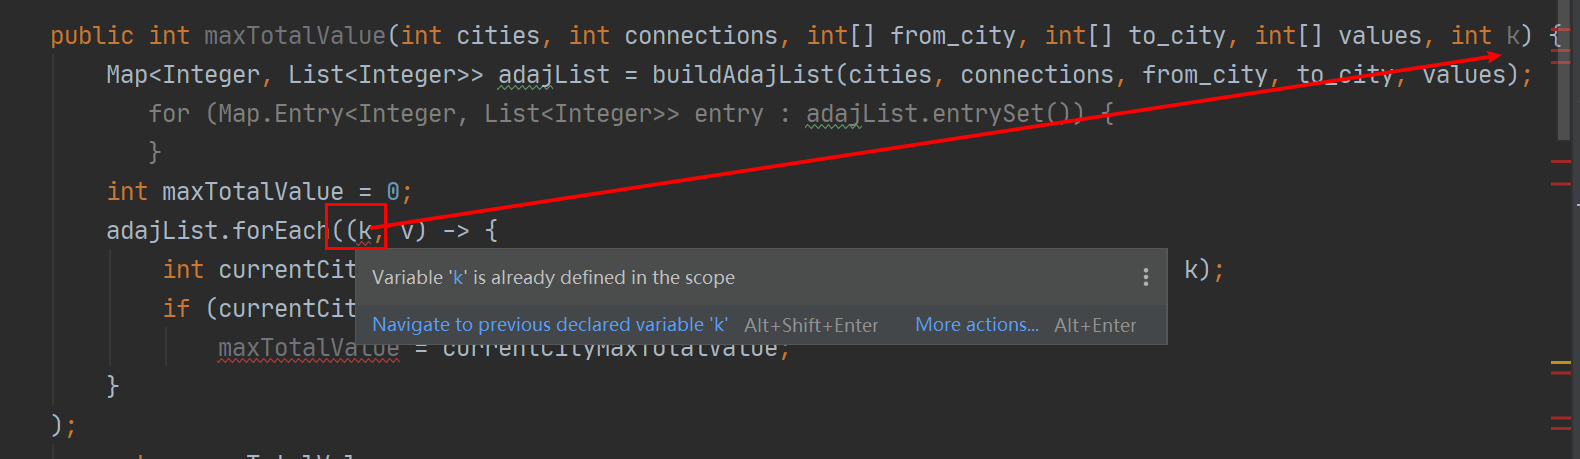 public int maxTotalValue(int cities, int connections, int[] from_city, int[] to_city, int[] values, int k) {
Map<Integer, List<Integer>> adajList = buildAdajList(cities, connections, from_city, to_city, values);
for (Map.Entry<Integer, List<Integer>> entry : adajList.entrySet()) {
}
int maxTotalValue = 0;
adajList.forEach((k, v) -> {
int currentCit k);
Variable 'k' is already defined in the scope
if (currentCit
Navigate to previous declared variable 'k' Alt+Shift+Enter More actions... Alt+Enter
maxTotalValue = currentCityMaxTotalValue;
}
);